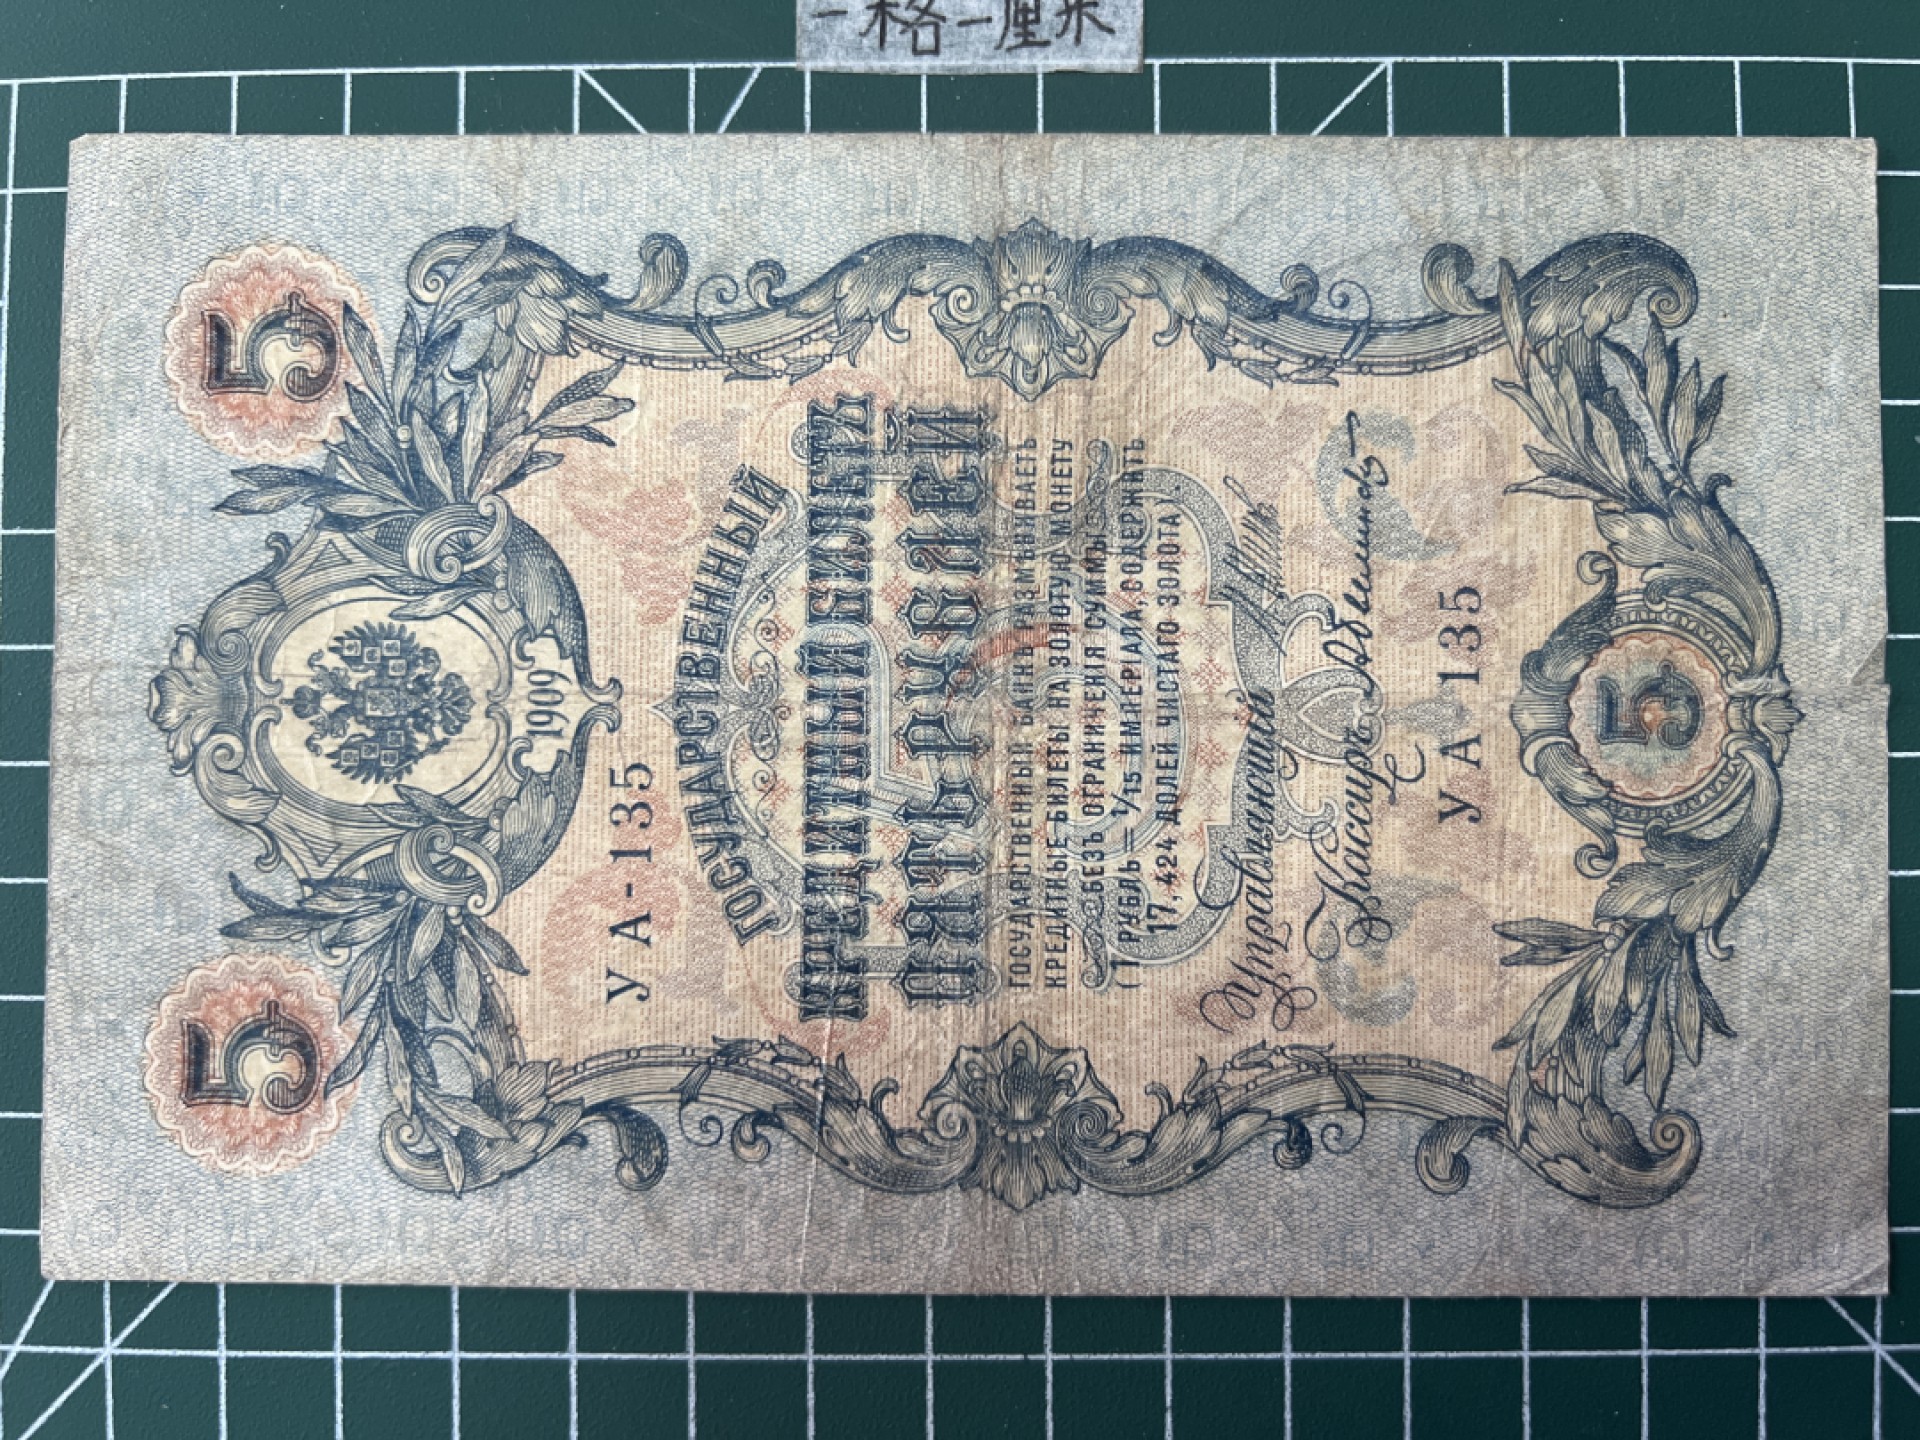 一格一厘米
5
5
1909
УА-135
ГОСУДАРСТВЕННЫЙ
КРЕДИТНЫЙ БИЛЕТЪ
ПЯТЬ РУБЛЕЙ
ГОСУДАРСТВЕННЫЙ БАНКЪ РАЗМѢНИВАЕТЪ
КРЕДИТНЫЕ БИЛЕТЫ НА ЗОЛОТУЮ МОНЕТУ
БЕЗЪ ОГРАНИЧЕНІЯ СУММЫ
(1 РУБЛЬ = 1/15 ИМПЕРІАЛА, СОДЕРЖИТЪ
17,424 ДОЛЕЙ ЧИСТАГО ЗОЛОТА).
Управляющій
Кассиръ
УА-135
5